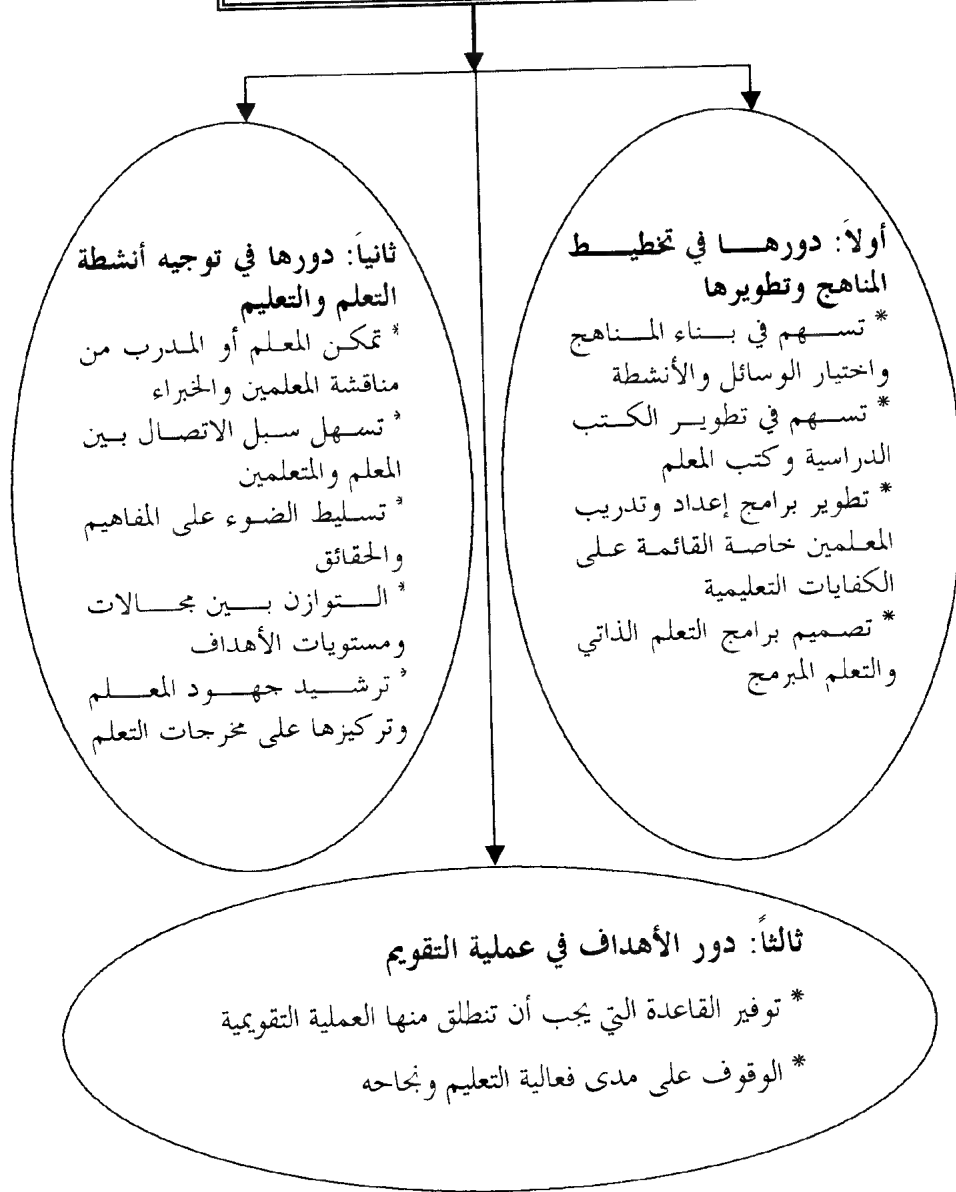 أولاً: دورها في تخطيط
المناهج وتطويرها
* تسهم في بناء المناهج
واختيار الوسائل والأنشطة
* تسهم في تطوير الكتب
الدراسية وكتب المعلم
* تطوير برامج إعداد وتدريب
المعلمين خاصة القائمة على
الكفايات التعليمية
* تصميم برامج التعلم الذاتي
والتعلم المبرمج
ثانياً: دورها في توجيه أنشطة
التعلم والتعليم
* تمكن المعلم أو المدرب من
مناقشة المعلمين والخبراء
* تسهل سبل الاتصال بين
المعلم والمتعلمين
* تسليط الضوء على المفاهيم
والحقائق
* التوازن بين مجالات
ومستويات الأهداف
* ترشيد جهود المعلم
وتركيزها على مخرجات التعلم
ثالثاً: دور الأهداف في عملية التقويم
* توفير القاعدة التي يجب أن تنطلق منها العملية التقويمية
* الوقوف على مدى فعالية التعليم ونجاحه